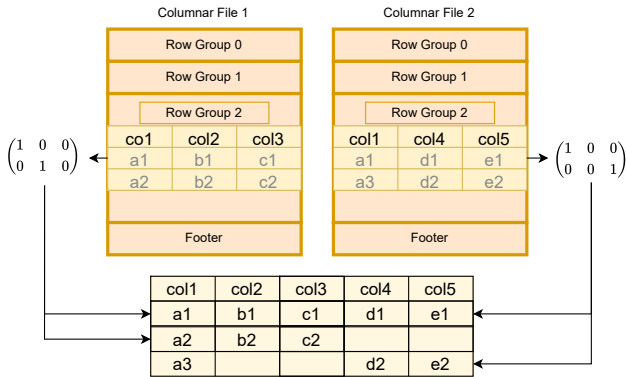 Columnar File 1
Columnar File 2
Row Group 0
Row Group 0
Row Group 1
Row Group 1
Row Group 2
Row Group 2
co1 col2 col3
col1 col4 col5
a1 b1 c1
a1 d1 e1
a2 b2 c2
a3 d2 e2
1 0 0
0 1 0
1 0 0
0 0 1
Footer
Footer
col1 col2 col3 col4 col5
a1 b1 c1 d1 e1
a2 b2 c2
a3 d2 e2